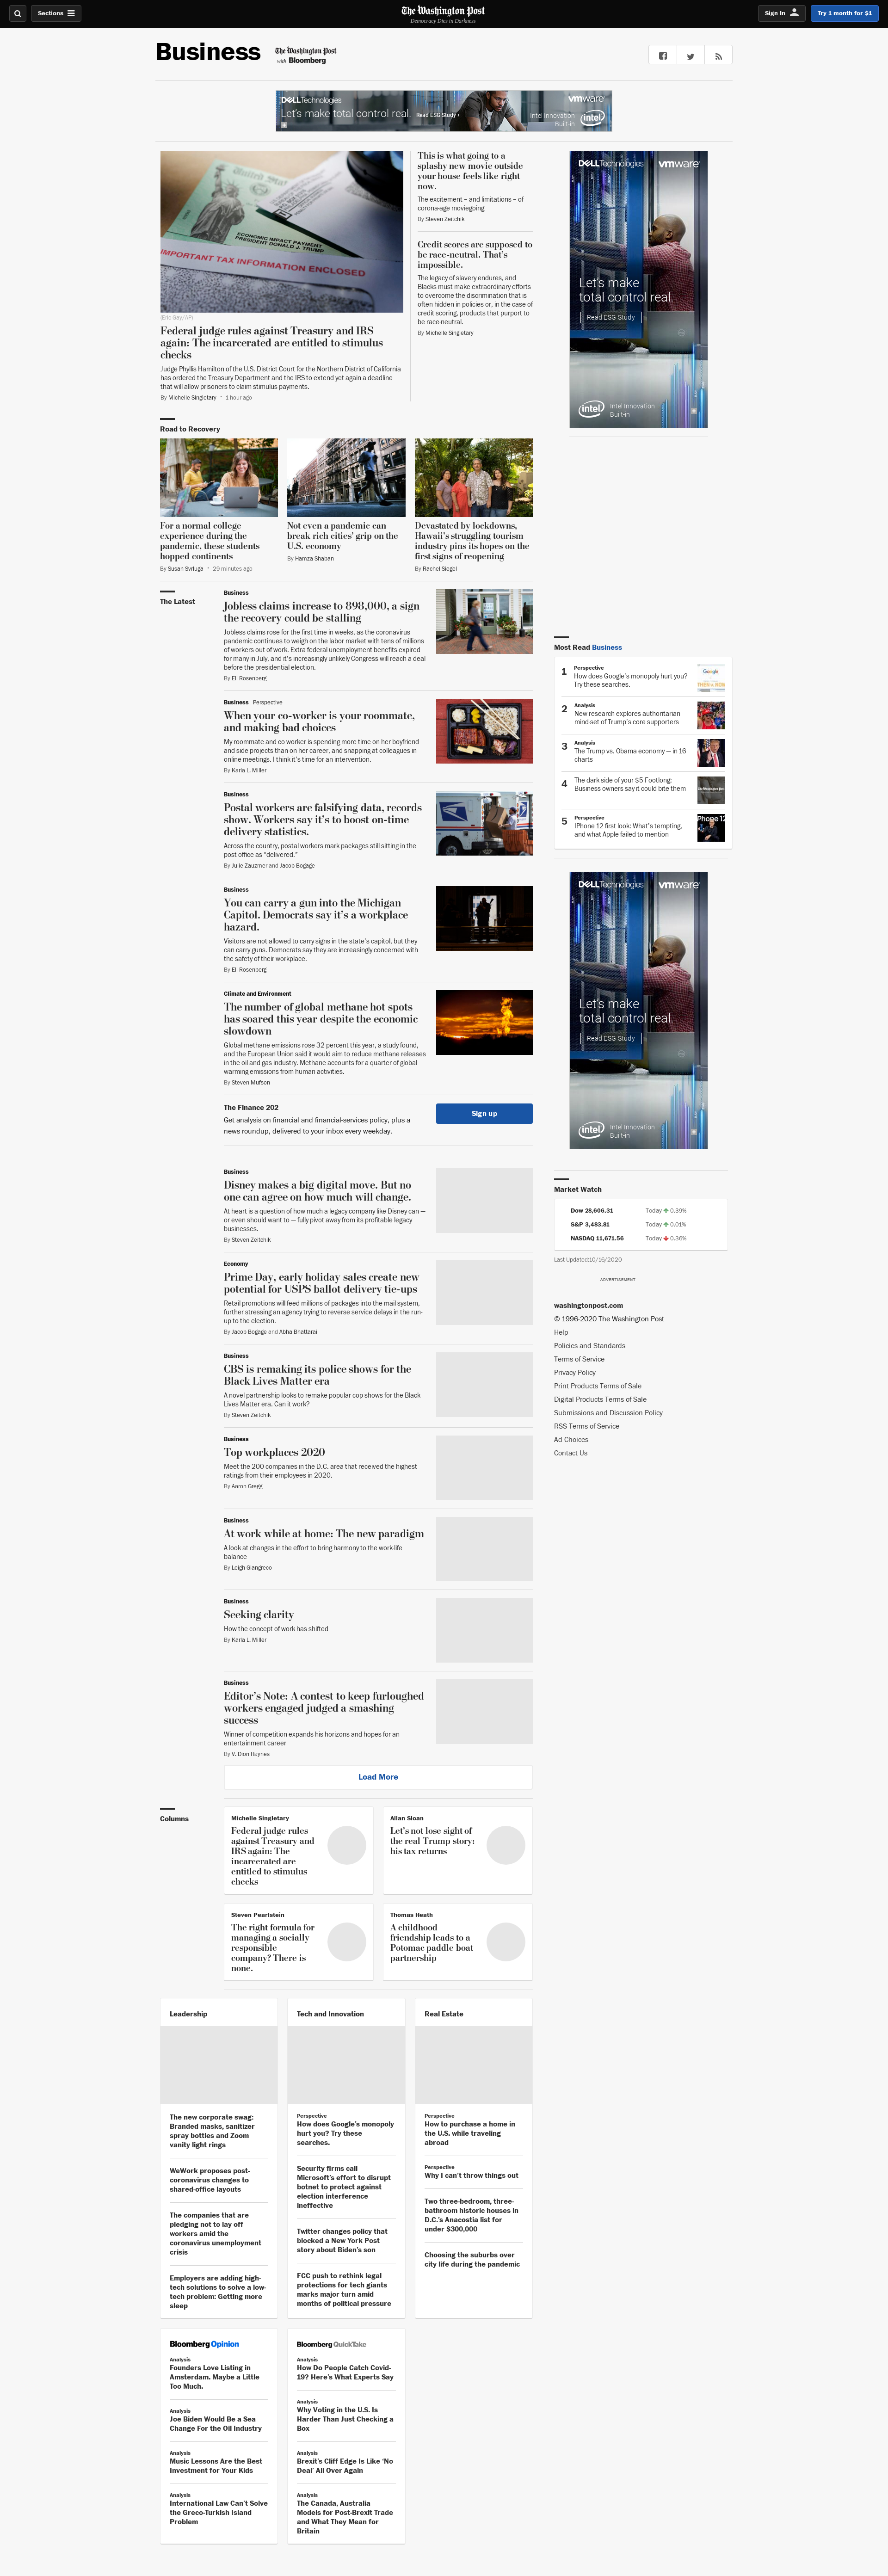 Sections
The Washington Post
Democracy Dies in Darkness
Sign In
Try 1 month for $1
Business
The Washington Post
with Bloomberg
DELLTechnologies
Let's make total control real.
Read ESG Study ›
vmware
Intel Innovation
Built-in
intel
ECONOMIC IMPACT PAYMENT
PRESIDENT DONALD J. TRUMP
IMPORTANT TAX INFORMATION ENCLOSED
(Eric Gay/AP)
Federal judge rules against Treasury and IRS
again: The incarcerated are entitled to stimulus
checks
Judge Phyllis Hamilton of the U.S. District Court for the Northern District of California
has ordered the Treasury Department and the IRS to extend yet again a deadline
that will allow prisoners to claim stimulus payments.
By Michelle Singletary • 1 hour ago
This is what going to a
splashy new movie outside
your house feels like right
now.
The excitement – and limitations – of
corona-age moviegoing
By Steven Zeitchik
Credit scores are supposed to
be race-neutral. That's
impossible.
The legacy of slavery endures, and
Blacks must make extraordinary efforts
to overcome the discrimination that is
often hidden in policies or, in the case of
credit scoring, products that purport to
be race-neutral.
By Michelle Singletary
DELLTechnologies
vmware
Let's make
total control real.
Read ESG Study
intel
Intel Innovation
Built-in
Road to Recovery
For a normal college
experience during the
pandemic, these students
hopped continents
By Susan Svrluga • 29 minutes ago
Not even a pandemic can
break rich cities' grip on the
U.S. economy
By Hamza Shaban
Devastated by lockdowns,
Hawaii's struggling tourism
industry pins its hopes on the
first signs of reopening
By Rachel Siegel
The Latest
Business
Jobless claims increase to 898,000, a sign
the recovery could be stalling
Jobless claims rose for the first time in weeks, as the coronavirus
pandemic continues to weigh on the labor market with tens of millions
of workers out of work. Extra federal unemployment benefits expired
for many in July, and it's increasingly unlikely Congress will reach a deal
before the presidential election.
By Eli Rosenberg
Business Perspective
When your co-worker is your roommate,
and making bad choices
My roommate and co-worker is spending more time on her boyfriend
and side projects than on her career, and snapping at colleagues in
online meetings. I think it's time for an intervention.
By Karla L. Miller
Business
Postal workers are falsifying data, records
show. Workers say it's to boost on-time
delivery statistics.
Across the country, postal workers mark packages still sitting in the
post office as "delivered."
By Julie Zauzmer and Jacob Bogage
Business
You can carry a gun into the Michigan
Capitol. Democrats say it's a workplace
hazard.
Visitors are not allowed to carry signs in the state's capitol, but they
can carry guns. Democrats say they are increasingly concerned with
the safety of their workplace.
By Eli Rosenberg
Climate and Environment
The number of global methane hot spots
has soared this year despite the economic
slowdown
Global methane emissions rose 32 percent this year, a study found,
and the European Union said it would aim to reduce methane releases
in the oil and gas industry. Methane accounts for a quarter of global
warming emissions from human activities.
By Steven Mufson
The Finance 202
Get analysis on financial and financial-services policy, plus a
news roundup, delivered to your inbox every weekday.
Sign up
Business
Disney makes a big digital move. But no
one can agree on how much will change.
At heart is a question of how much a legacy company like Disney can —
or even should want to — fully pivot away from its profitable legacy
businesses.
By Steven Zeitchik
Economy
Prime Day, early holiday sales create new
potential for USPS ballot delivery tie-ups
Retail promotions will feed millions of packages into the mail system,
further stressing an agency trying to reverse service delays in the run-
up to the election.
By Jacob Bogage and Abha Bhattarai
Business
CBS is remaking its police shows for the
Black Lives Matter era
A novel partnership looks to remake popular cop shows for the Black
Lives Matter era. Can it work?
By Steven Zeitchik
Business
Top workplaces 2020
Meet the 200 companies in the D.C. area that received the highest
ratings from their employees in 2020.
By Aaron Gregg
Business
At work while at home: The new paradigm
A look at changes in the effort to bring harmony to the work-life
balance
By Leigh Giangreco
Business
Seeking clarity
How the concept of work has shifted
By Karla L. Miller
Business
Editor's Note: A contest to keep furloughed
workers engaged judged a smashing
success
Winner of competition expands his horizons and hopes for an
entertainment career
By V. Dion Haynes
Load More
Most Read Business
1
Perspective
How does Google's monopoly hurt you?
Try these searches.
Google
2
Analysis
New research explores authoritarian
mind-set of Trump's core supporters
3
Analysis
The Trump vs. Obama economy — in 16
charts
4
The dark side of your $5 Footlong:
Business owners say it could bite them
The Washington Post
5
Perspective
IPhone 12 first look: What's tempting,
and what Apple failed to mention
DELLTechnologies
vmware
Let's make
total control real.
Read ESG Study
intel
Intel Innovation
Built-in
Market Watch
Dow 28,606.31 Today 0.39%
S&P 3,483.81 Today 0.01%
NASDAQ 11,671.56 Today 0.36%
Last Updated:10/16/2020
ADVERTISEMENT
washingtonpost.com
© 1996-2020 The Washington Post
Help
Policies and Standards
Terms of Service
Privacy Policy
Print Products Terms of Sale
Digital Products Terms of Sale
Submissions and Discussion Policy
RSS Terms of Service
Ad Choices
Contact Us
Columns
Michelle Singletary
Federal judge rules
against Treasury and
IRS again: The
incarcerated are
entitled to stimulus
checks
Allan Sloan
Let's not lose sight of
the real Trump story:
his tax returns
Steven Pearlstein
The right formula for
managing a socially
responsible
company? There is
none.
Thomas Heath
A childhood
friendship leads to a
Potomac paddle boat
partnership
Leadership
The new corporate swag:
Branded masks, sanitizer
spray bottles and Zoom
vanity light rings
WeWork proposes post-
coronavirus changes to
shared-office layouts
The companies that are
pledging not to lay off
workers amid the
coronavirus unemployment
crisis
Employers are adding high-
tech solutions to solve a low-
tech problem: Getting more
sleep
Tech and Innovation
Perspective
How does Google's monopoly
hurt you? Try these
searches.
Security firms call
Microsoft's effort to disrupt
botnet to protect against
election interference
ineffective
Twitter changes policy that
blocked a New York Post
story about Biden's son
FCC push to rethink legal
protections for tech giants
marks major turn amid
months of political pressure
Real Estate
Perspective
How to purchase a home in
the U.S. while traveling
abroad
Perspective
Why I can't throw things out
Two three-bedroom, three-
bathroom historic houses in
D.C.'s Anacostia list for
under $300,000
Choosing the suburbs over
city life during the pandemic
Bloomberg Opinion
Analysis
Founders Love Listing in
Amsterdam. Maybe a Little
Too Much.
Analysis
Joe Biden Would Be a Sea
Change For the Oil Industry
Analysis
Music Lessons Are the Best
Investment for Your Kids
Analysis
International Law Can't Solve
the Greco-Turkish Island
Problem
Bloomberg QuickTake
Analysis
How Do People Catch Covid-
19? Here's What Experts Say
Analysis
Why Voting in the U.S. Is
Harder Than Just Checking a
Box
Analysis
Brexit's Cliff Edge Is Like 'No
Deal' All Over Again
Analysis
The Canada, Australia
Models for Post-Brexit Trade
and What They Mean for
Britain